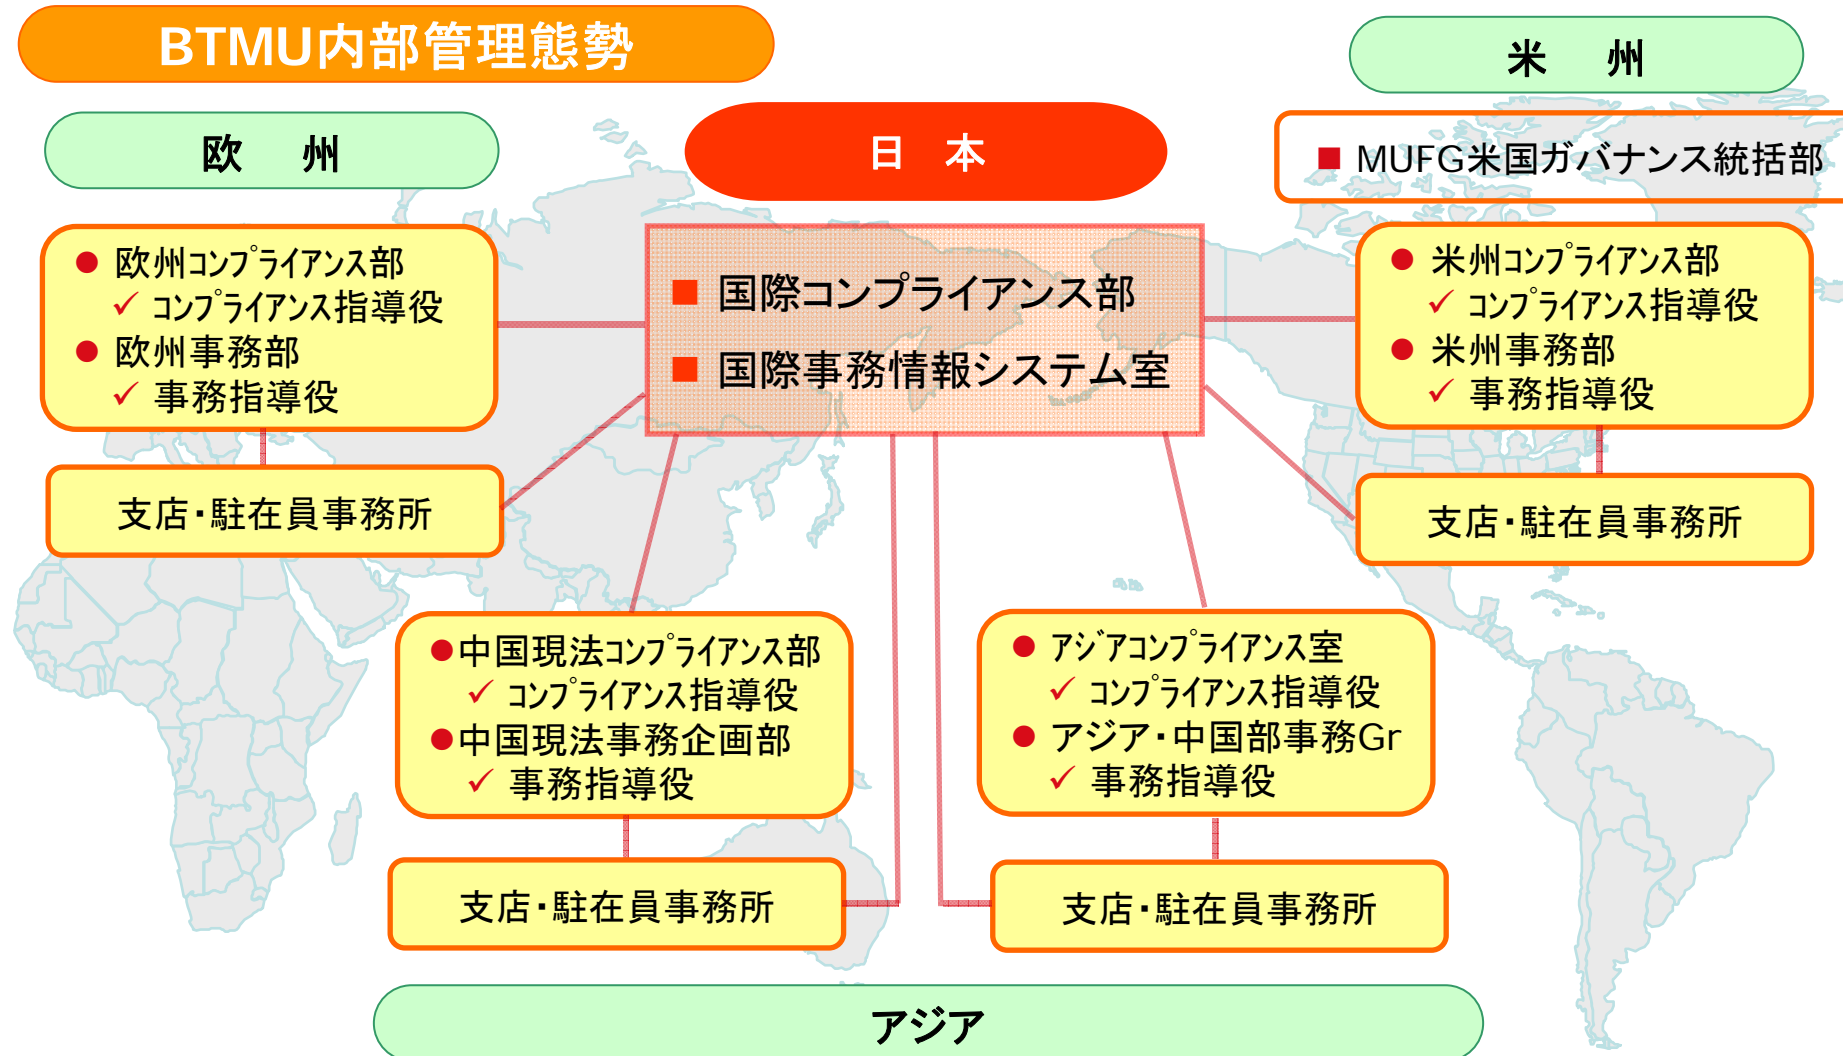 BTMU内部管理態勢
欧 州
● 欧州コンプライアンス部
✓ コンプライアンス指導役
● 欧州事務部
✓ 事務指導役
支店・駐在員事務所
日 本
■ 国際コンプライアンス部
■ 国際事務情報システム室
米 州
■ MUFG米国ガバナンス統括部
● 米州コンプライアンス部
✓ コンプライアンス指導役
● 米州事務部
✓ 事務指導役
支店・駐在員事務所
●中国現法コンプライアンス部
✓ コンプライアンス指導役
●中国現法事務企画部
✓ 事務指導役
支店・駐在員事務所
● アジアコンプライアンス室
✓ コンプライアンス指導役
● アジア・中国部事務Gr
✓ 事務指導役
支店・駐在員事務所
アジア